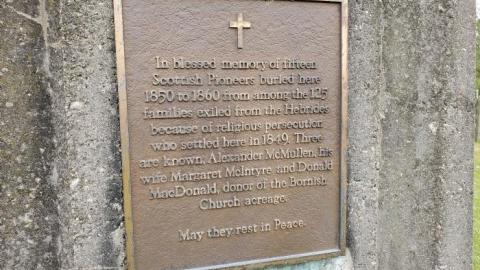 In blessed memory of fifteen
Scottish Pioneers buried here
1850 to 1860 from among the 125
families exiled from the Hebrides
because of religious persecution
who settled here in 1849. Three
are known, Alexander McMullen, his
wife Margaret McIntyre and Donald
MacDonald, donor of the Bornish
Church acreage.
May they rest in Peace.